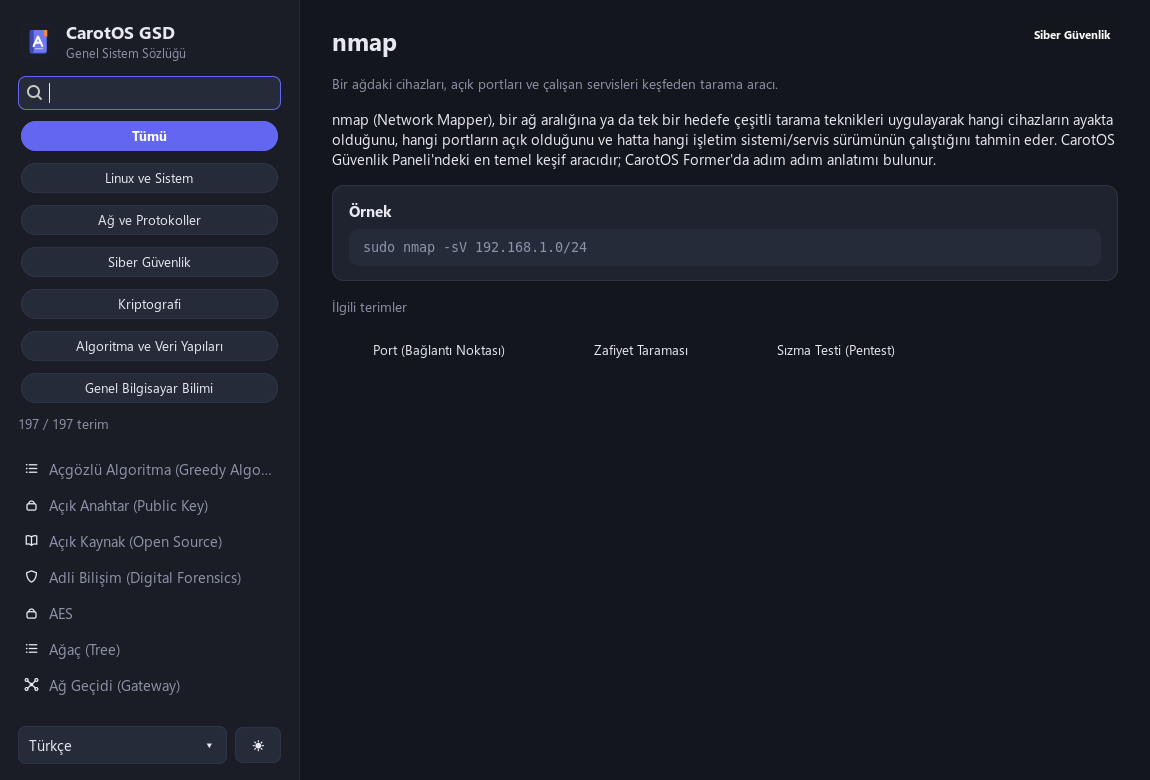 CarotOS GSD
Genel Sistem Sözlüğü
Tümü
Linux ve Sistem
Ağ ve Protokoller
Siber Güvenlik
Kriptografi
Algoritma ve Veri Yapıları
Genel Bilgisayar Bilimi
197 / 197 terim
Açgözlü Algoritma (Greedy Algo...
Açık Anahtar (Public Key)
Açık Kaynak (Open Source)
Adli Bilişim (Digital Forensics)
AES
Ağaç (Tree)
Ağ Geçidi (Gateway)
Türkçe
nmap
Siber Güvenlik
Bir ağdaki cihazları, açık portları ve çalışan servisleri keşfeden tarama aracı.
nmap (Network Mapper), bir ağ aralığına ya da tek bir hedefe çeşitli tarama teknikleri uygulayarak hangi cihazların ayakta
olduğunu, hangi portların açık olduğunu ve hatta hangi işletim sistemi/servis sürümünün çalıştığını tahmin eder. CarotOS
Güvenlik Paneli'ndeki en temel keşif aracıdır; CarotOS Former'da adım adım anlatımı bulunur.
Örnek
sudo nmap -sV 192.168.1.0/24
İlgili terimler
Port (Bağlantı Noktası)
Zafiyet Taraması
Sızma Testi (Pentest)